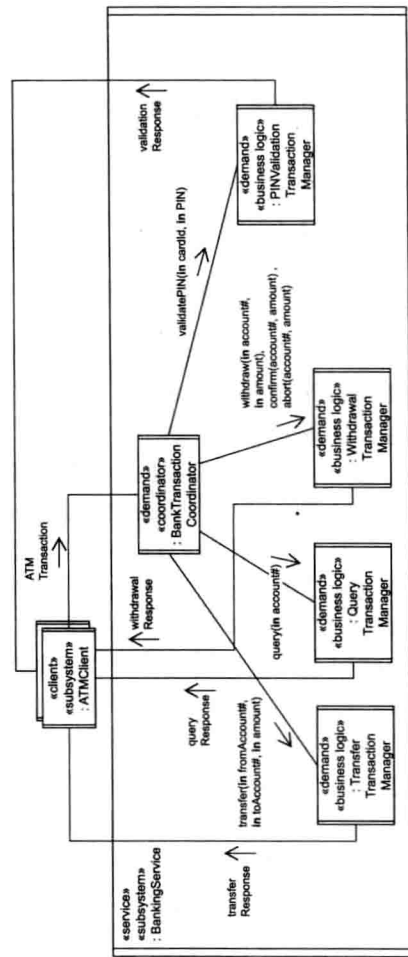 «service»
«subsystem»
: BankingService
«client»
«subsystem»
: ATMClient
ATM
Transaction
transfer
Response
query
Response
withdrawal
Response
validation
Response
«demand»
«coordinator»
: BankTransaction
Coordinator
transfer(in fromAccount#,
in toAccount#, in amount)
query(in account#)
withdraw(in account#,
in amount),
confirm(account#, amount) ,
abort(account#, amount)
validatePIN(in cardId, in PIN)
«demand»
«business logic»
: Transfer
Transaction
Manager
«demand»
«business logic»
: Query
Transaction
Manager
«demand»
«business logic»
: Withdrawal
Transaction
Manager
«demand»
«business logic»
: PINValidation
Transaction
Manager